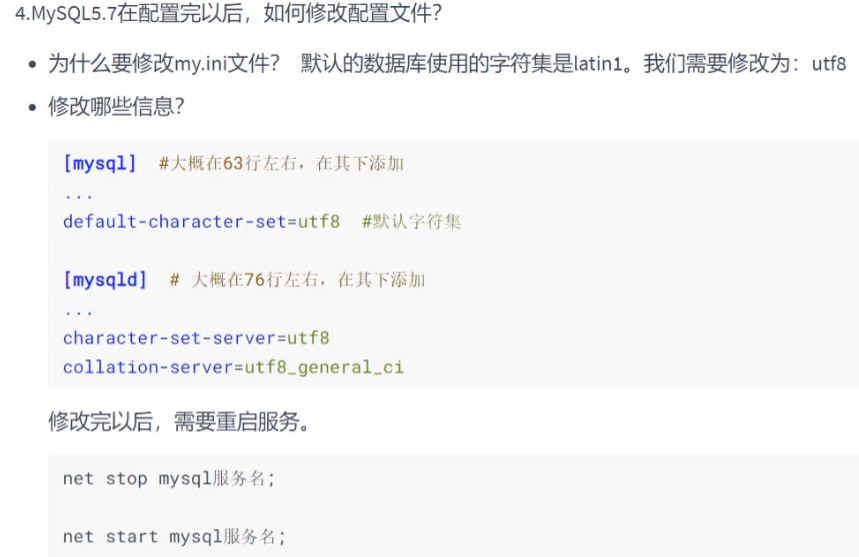 4.MySQL5.7在配置完以后，如何修改配置文件？
• 为什么要修改my.ini文件？ 默认的数据库使用的字符集是latin1。我们需要修改为：utf8
• 修改哪些信息？
[mysql]  #大概在63行左右，在其下添加
...
default-character-set=utf8  #默认字符集
[mysqld]  # 大概在76行左右，在其下添加
...
character-set-server=utf8
collation-server=utf8_general_ci
修改完以后，需要重启服务。
net stop mysql服务名;
net start mysql服务名;